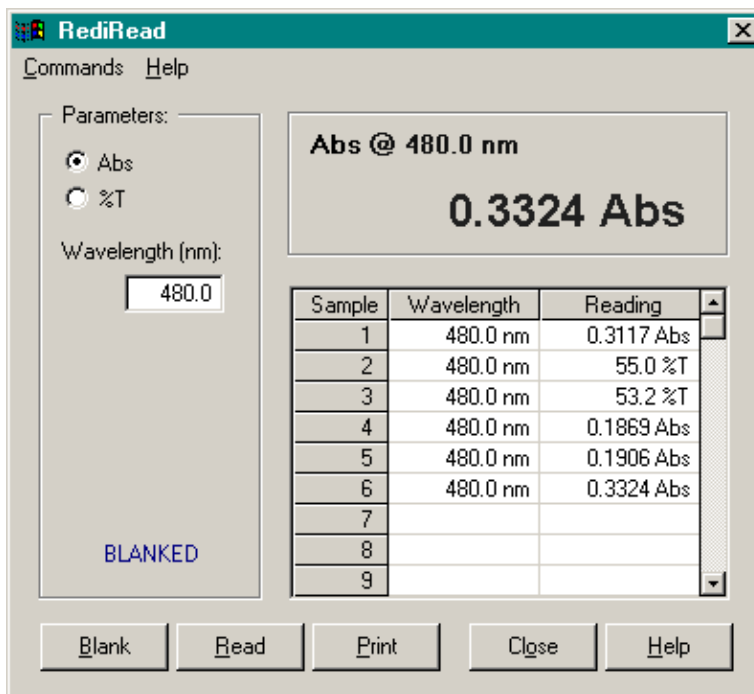 RediRead
Commands Help
Parameters:
Abs
%T
Wavelength (nm):
480.0
BLANKED
Abs @ 480.0 nm
0.3324 Abs
Sample Wavelength Reading
1 480.0 nm 0.3117 Abs
2 480.0 nm 55.0 %T
3 480.0 nm 53.2 %T
4 480.0 nm 0.1869 Abs
5 480.0 nm 0.1906 Abs
6 480.0 nm 0.3324 Abs
7
8
9
Blank Read Print Close Help